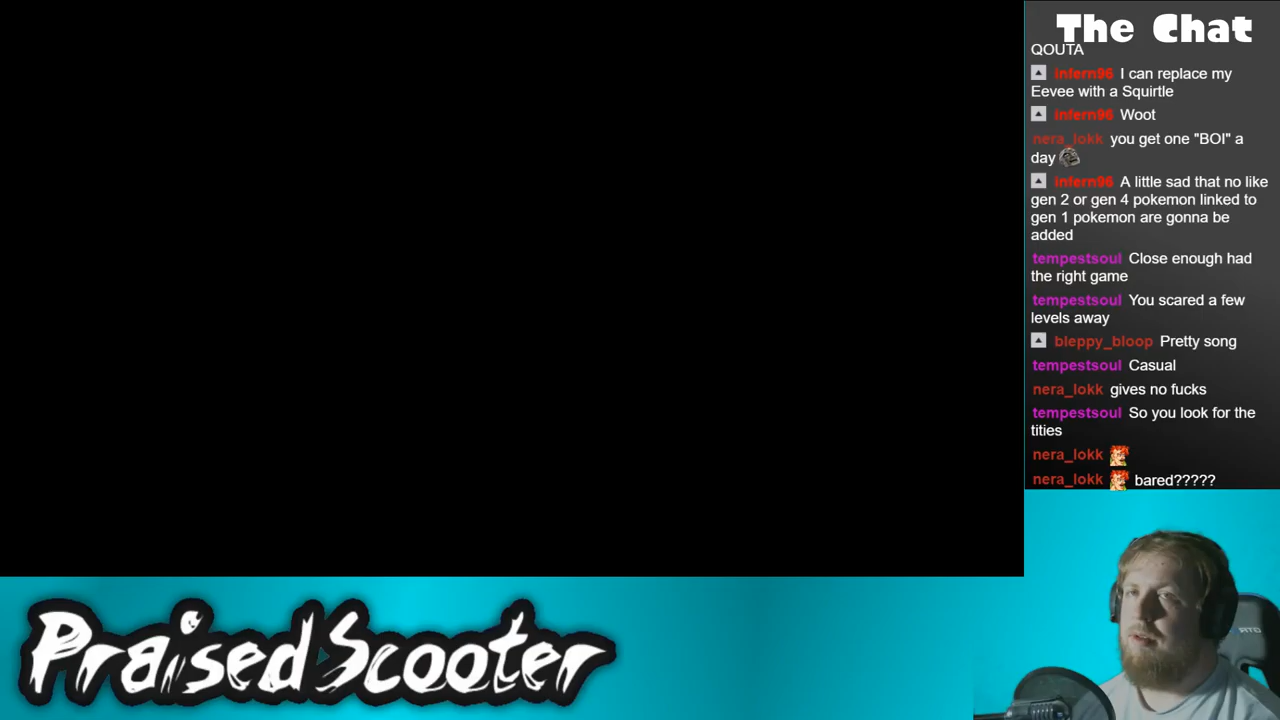 The Chat
QOUTA
infern96 I can replace my
Eevee with a Squirtle
infern96 Woot
nera_lokk you get one "BOI" a
day
infern96 A little sad that no like
gen 2 or gen 4 pokemon linked to
gen 1 pokemon are gonna be
added
tempestsoul Close enough had
the right game
tempestsoul You scared a few
levels away
bleppy_bloop Pretty song
tempestsoul Casual
nera_lokk gives no fucks
tempestsoul So you look for the
tities
nera_lokk
nera_lokk bared?????
PraisedScooter
RTO